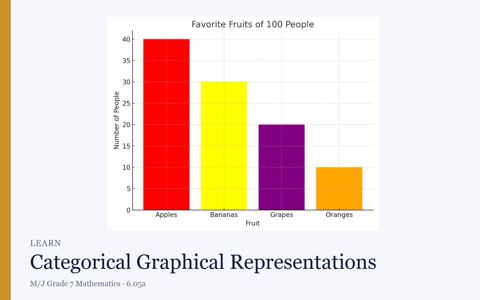 Favorite Fruits of 100 People
Number of People
40
35
30
25
20
15
10
5
0
Apples Bananas Grapes Oranges
Fruit
LEARN
Categorical Graphical Representations
M/J Grade 7 Mathematics · 6.05a